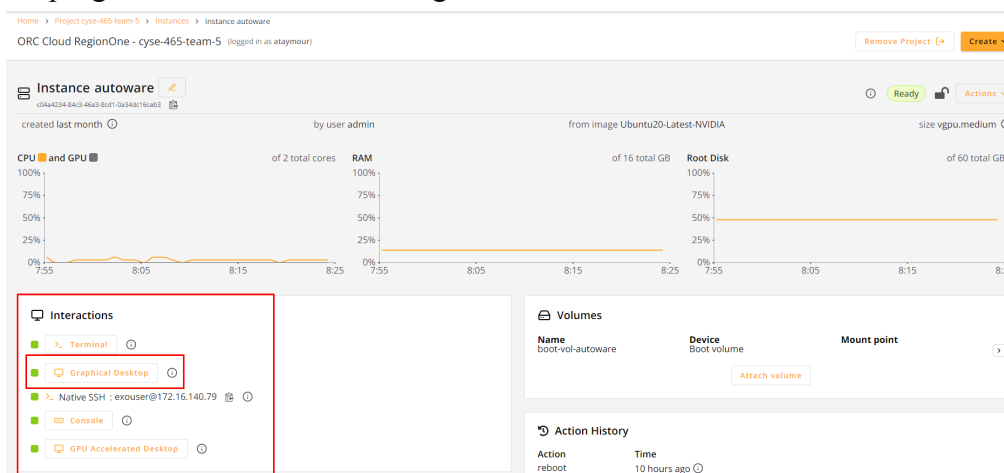 Home > Project cyse-465-team-5 > Instances > Instance autoware
ORC Cloud RegionOne - cyse-465-team-5 (logged in as ataymour)
Remove Project
Create
Instance autoware
c04a4234-84c3-46a3-8cd1-0a34dc16cab3
Ready
Actions
created last month
by user admin
from image Ubuntu20-Latest-NVIDIA
size vgpu.medium
CPU and GPU
of 2 total cores
100%
75%
50%
25%
0%
7:55
8:05
8:15
8:25
RAM
of 16 total GB
100%
75%
50%
25%
0%
7:55
8:05
8:15
8:25
Root Disk
of 60 total GB
100%
75%
50%
25%
0%
7:55
8:05
8:15
Interactions
Terminal
Graphical Desktop
Native SSH : exouser@172.16.140.79
Console
GPU Accelerated Desktop
Volumes
Name
Device
Mount point
boot-vol-autoware
Boot volume
Attach volume
Action History
Action
Time
reboot
10 hours ago